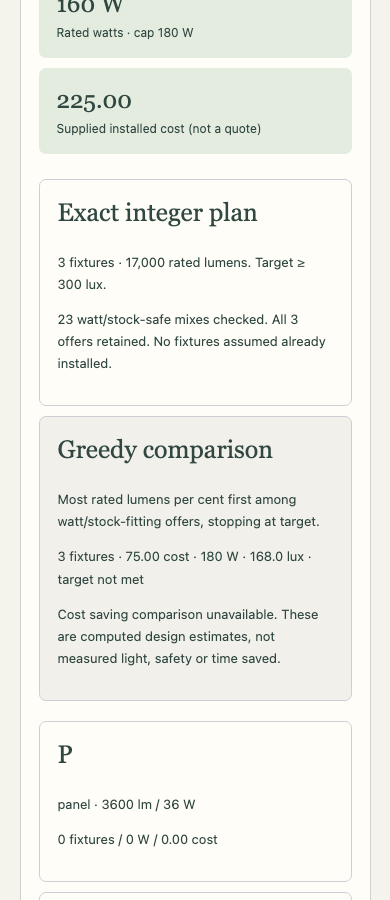 160 W
Rated watts · cap 180 W
225.00
Supplied installed cost (not a quote)
Exact integer plan
3 fixtures · 17,000 rated lumens. Target ≥
300 lux.
23 watt/stock-safe mixes checked. All 3
offers retained. No fixtures assumed already
installed.
Greedy comparison
Most rated lumens per cent first among
watt/stock-fitting offers, stopping at target.
3 fixtures · 75.00 cost · 180 W · 168.0 lux ·
target not met
Cost saving comparison unavailable. These
are computed design estimates, not
measured light, safety or time saved.
P
panel · 3600 lm / 36 W
0 fixtures / 0 W / 0.00 cost